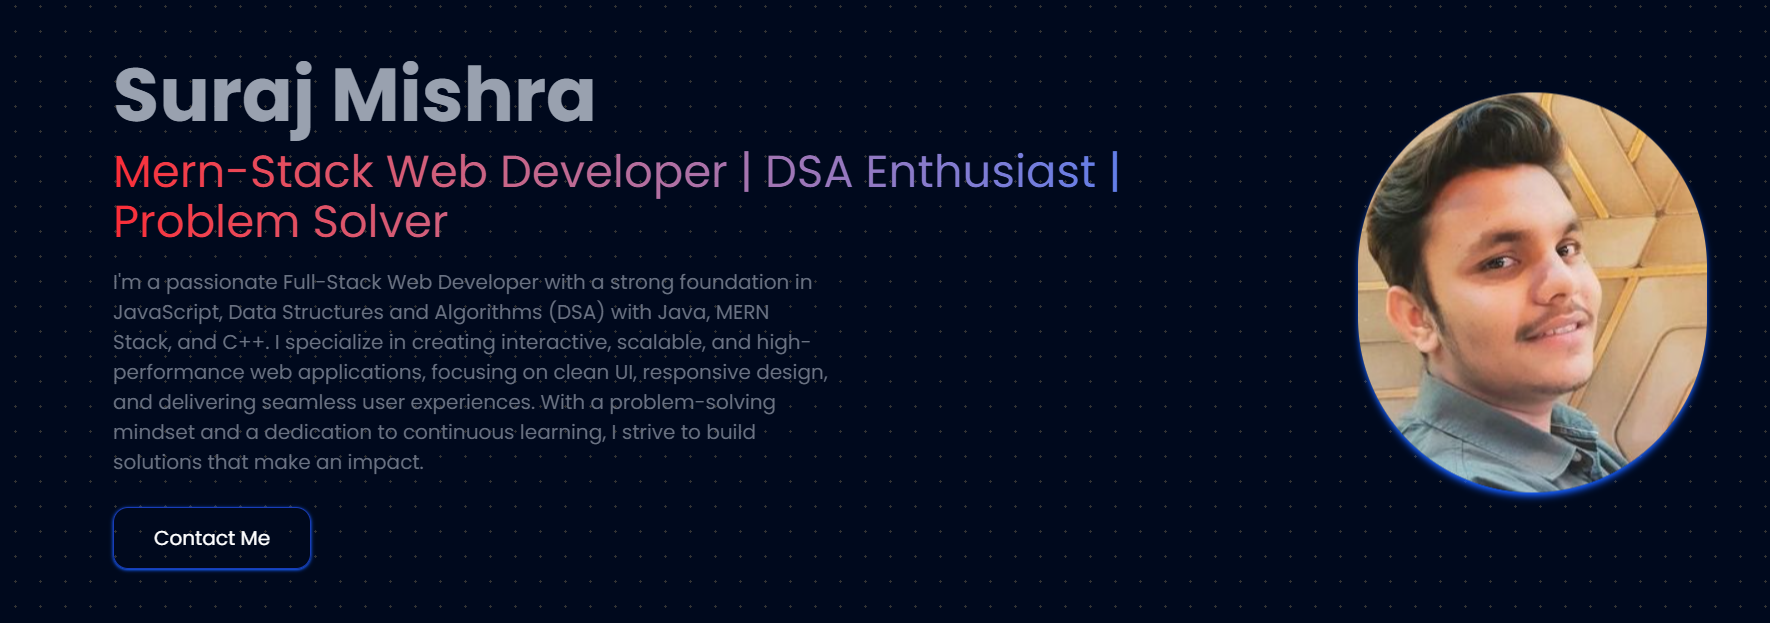 Suraj Mishra
Mern-Stack Web Developer | DSA Enthusiast |
Problem Solver
I'm a passionate Full-Stack Web Developer with a strong foundation in
JavaScript, Data Structures and Algorithms (DSA) with Java, MERN
Stack, and C++. I specialize in creating interactive, scalable, and high-
performance web applications, focusing on clean UI, responsive design,
and delivering seamless user experiences. With a problem-solving
mindset and a dedication to continuous learning, I strive to build
solutions that make an impact.
Contact Me